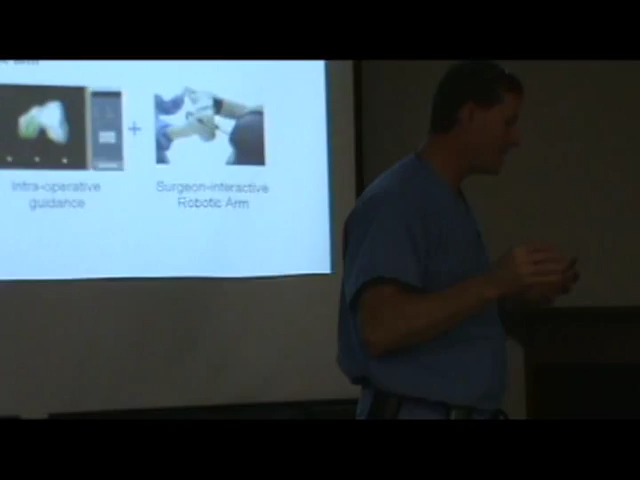 Intra-operative
guidance
+
Surgeon-interactive
Robotic Arm